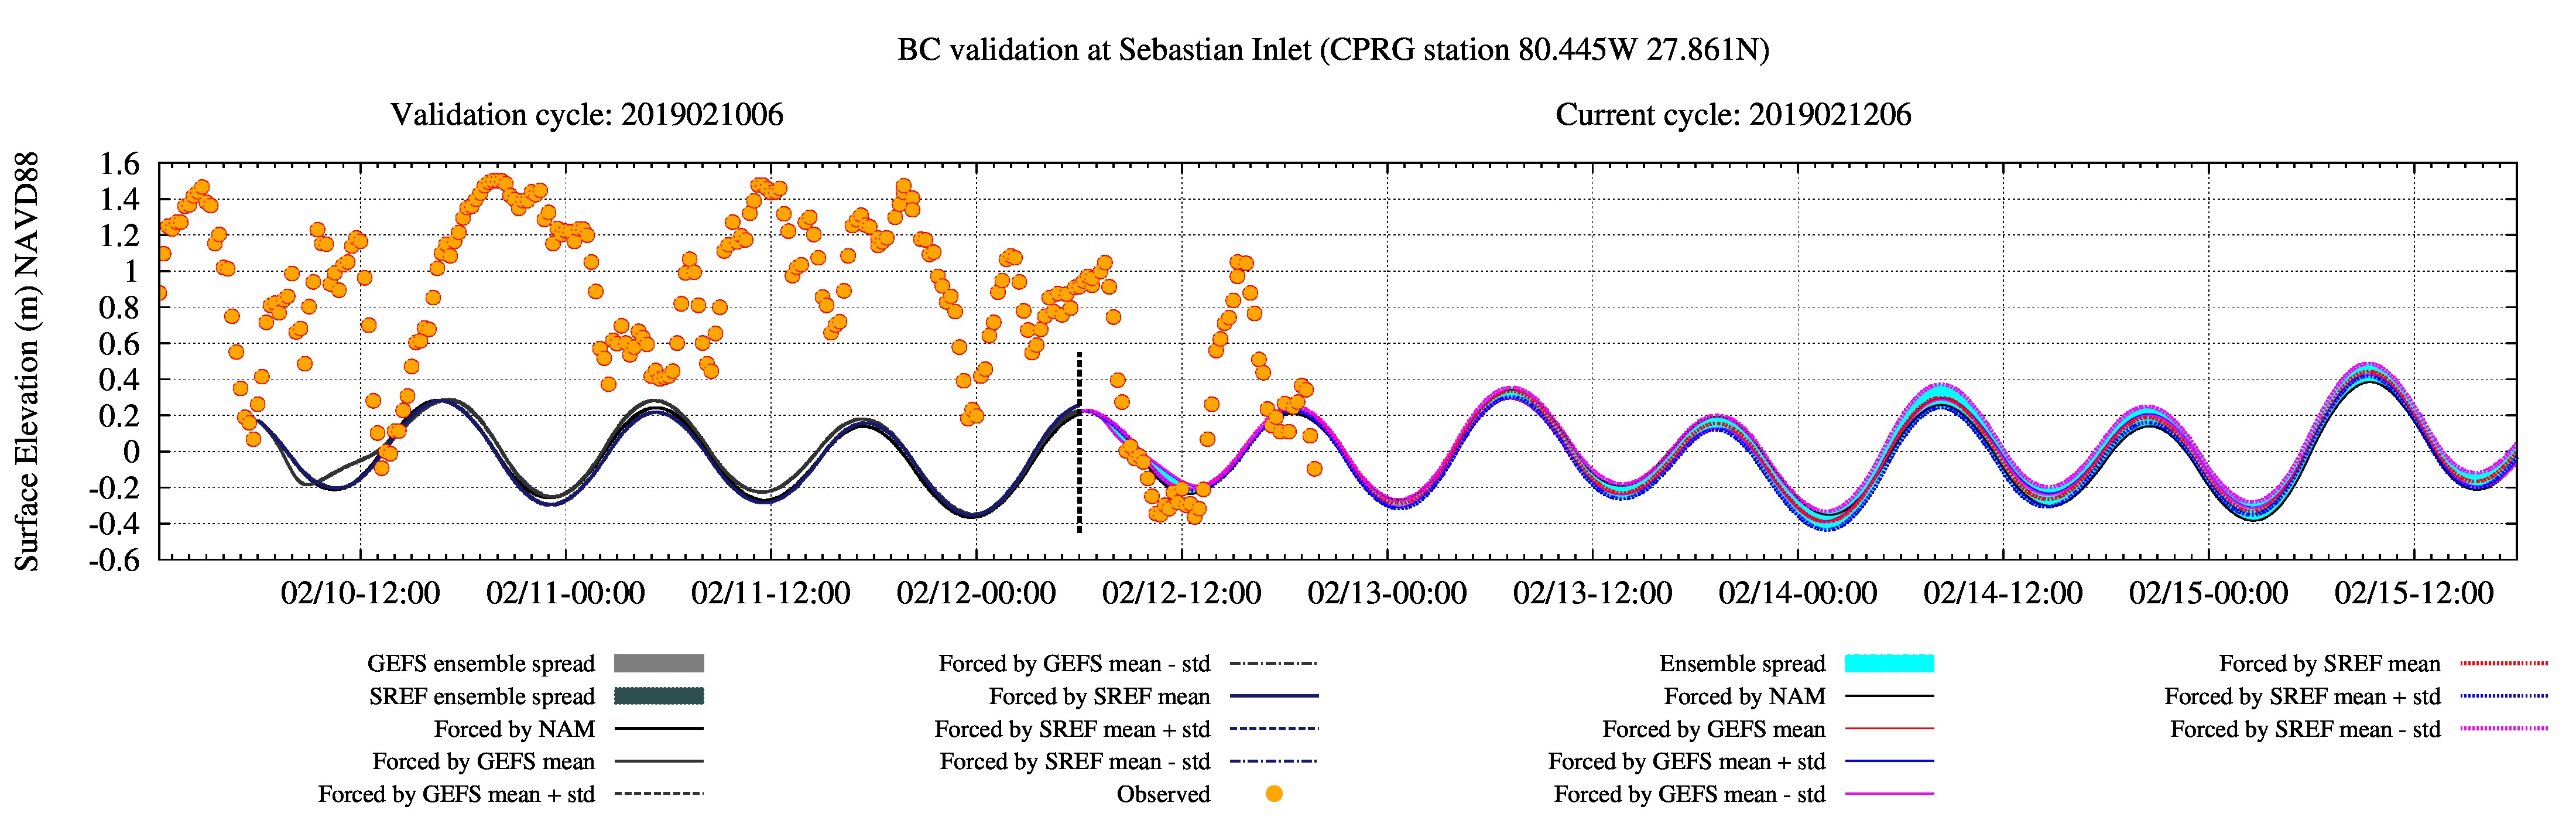 BC validation at Sebastian Inlet (CPRG station 80.445W 27.861N)
Validation cycle: 2019021006
Current cycle: 2019021206
Surface Elevation (m) NAVD88
1.6
1.4
1.2
1
0.8
0.6
0.4
0.2
0
-0.2
-0.4
-0.6
02/10-12:00
02/11-00:00
02/11-12:00
02/12-00:00
02/12-12:00
02/13-00:00
02/13-12:00
02/14-00:00
02/14-12:00
02/15-00:00
02/15-12:00
GEFS ensemble spread
SREF ensemble spread
Forced by NAM
Forced by GEFS mean
Forced by GEFS mean + std
Forced by GEFS mean - std
Forced by SREF mean
Forced by SREF mean + std
Forced by SREF mean - std
Observed
Ensemble spread
Forced by NAM
Forced by GEFS mean
Forced by GEFS mean + std
Forced by GEFS mean - std
Forced by SREF mean
Forced by SREF mean + std
Forced by SREF mean - std